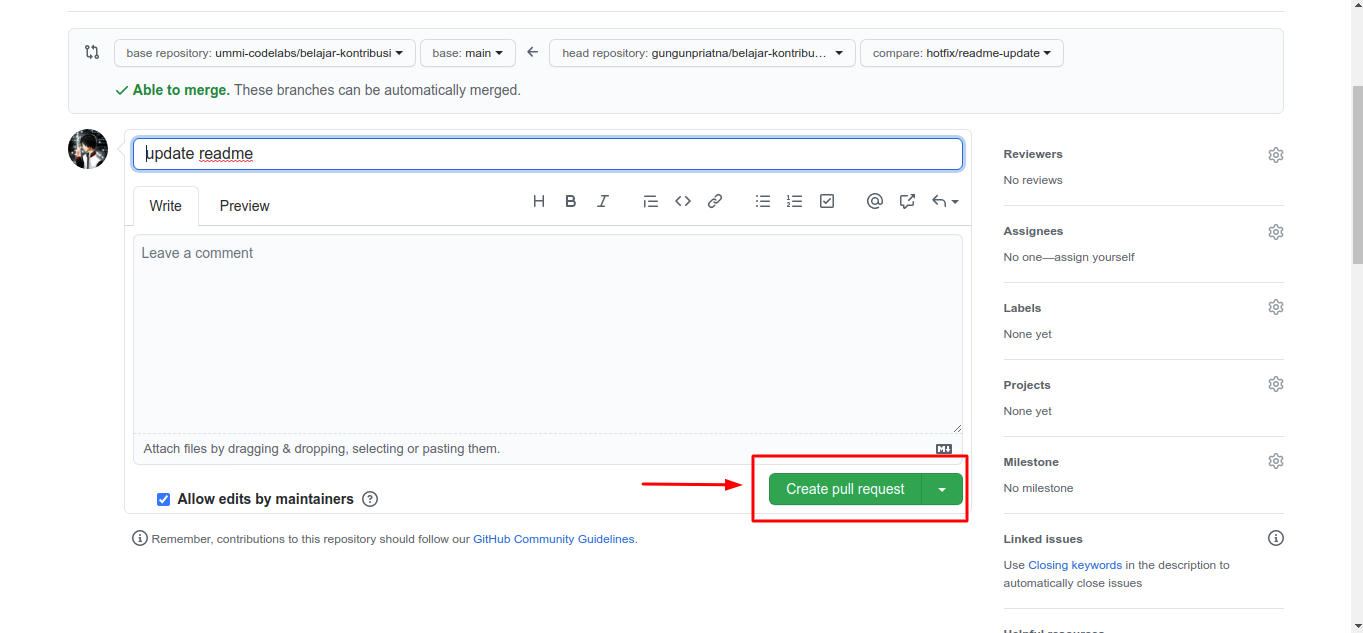 base repository: ummi-codelabs/belajar-kontribusi base: main head repository: gungunpriatna/belajar-kontribu... compare: hotfix/readme-update
Able to merge. These branches can be automatically merged.
update readme
Write Preview
Leave a comment
Attach files by dragging & dropping, selecting or pasting them.
Allow edits by maintainers
Create pull request
Remember, contributions to this repository should follow our GitHub Community Guidelines.
Reviewers
No reviews
Assignees
No one—assign yourself
Labels
None yet
Projects
None yet
Milestone
No milestone
Linked issues
Use Closing keywords in the description to
automatically close issues
Helpful resources